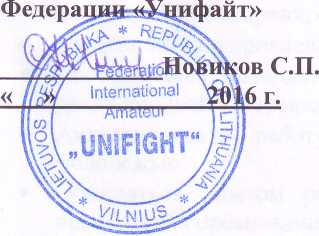 Федерации «Унифайт»
Новиков С.П.
«    » 2016 г.
LIETUVOS RESPUBLIKA * REPUBLIC OF LITHUANIA * VILNIUS *
Federation
International
Amateur
„UNIFIGHT“